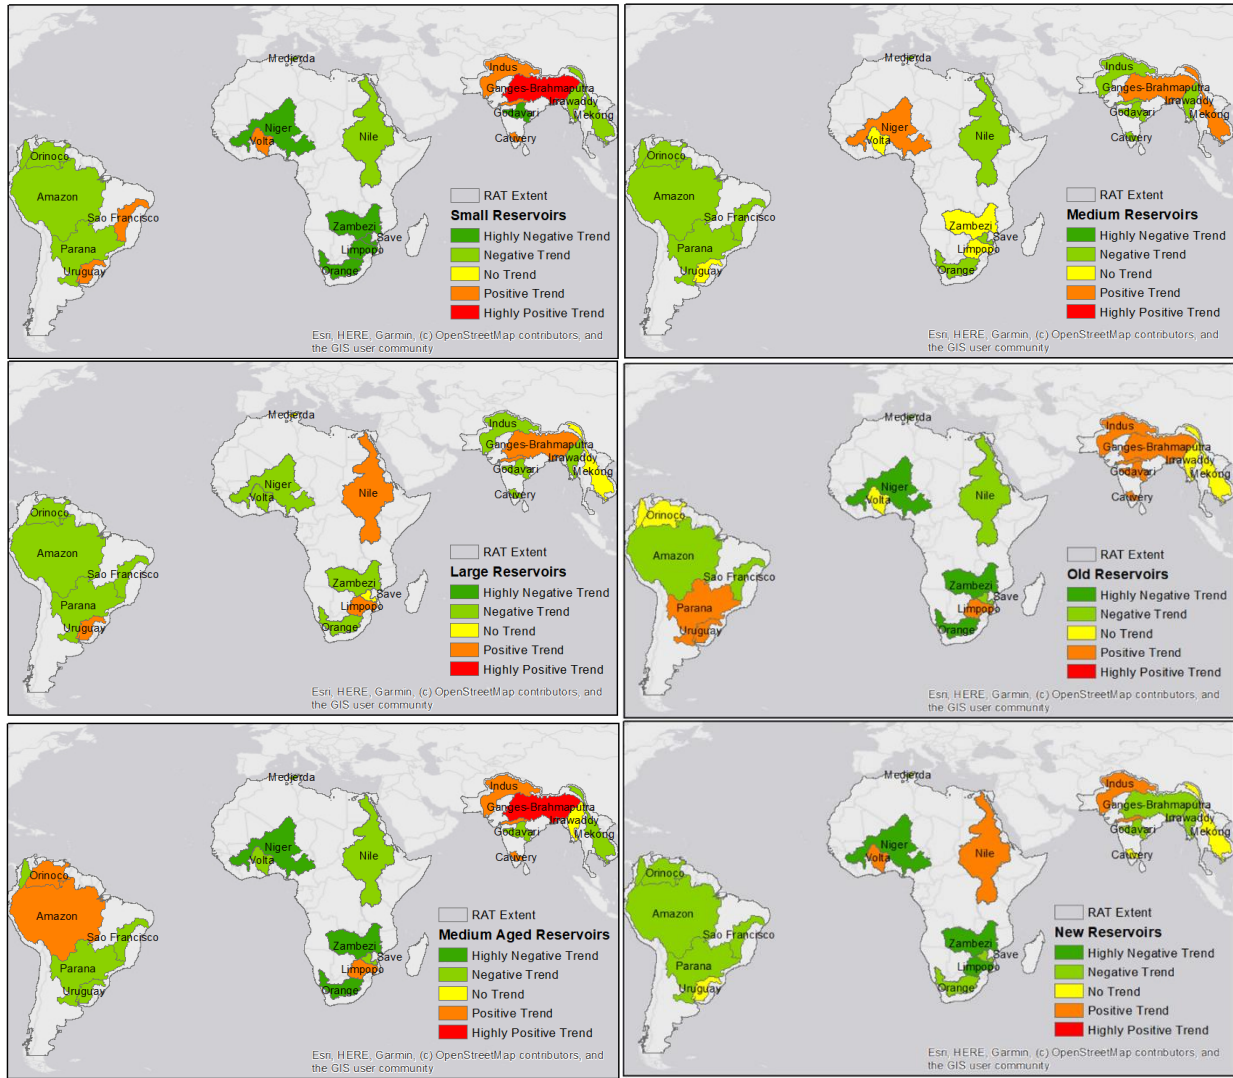 Medjerda
Indus
Ganges-Brahmaputra
Irrawaddy
Godavari
Mekong
Cauvery
Niger
Volta
Nile
Orinoco
Amazon
Sao Francisco
Parana
Uruguay
Zambezi
Save
Limpopo
Orange
RAT Extent
Small Reservoirs
Highly Negative Trend
Negative Trend
No Trend
Positive Trend
Highly Positive Trend
Esri, HERE, Garmin, (c) OpenStreetMap contributors, and
the GIS user community
Medjerda
Indus
Ganges-Brahmaputra
Irrawaddy
Godavari
Mekong
Cauvery
Niger
Volta
Nile
Orinoco
Amazon
Sao Francisco
Parana
Uruguay
Zambezi
Save
Limpopo
Orange
RAT Extent
Medium Reservoirs
Highly Negative Trend
Negative Trend
No Trend
Positive Trend
Highly Positive Trend
Esri, HERE, Garmin, (c) OpenStreetMap contributors, and
the GIS user community
Medjerda
Indus
Ganges-Brahmaputra
Irrawaddy
Godavari
Mekong
Cauvery
Niger
Volta
Nile
Orinoco
Amazon
Sao Francisco
Parana
Uruguay
Zambezi
Save
Limpopo
Orange
RAT Extent
Large Reservoirs
Highly Negative Trend
Negative Trend
No Trend
Positive Trend
Highly Positive Trend
Esri, HERE, Garmin, (c) OpenStreetMap contributors, and
the GIS user community
Medjerda
Indus
Ganges-Brahmaputra
Irrawaddy
Godavari
Mekong
Cauvery
Niger
Volta
Nile
Orinoco
Amazon
Sao Francisco
Parana
Uruguay
Zambezi
Save
Limpopo
Orange
RAT Extent
Old Reservoirs
Highly Negative Trend
Negative Trend
No Trend
Positive Trend
Highly Positive Trend
Esri, HERE, Garmin, (c) OpenStreetMap contributors, and
the GIS user community
Medjerda
Indus
Ganges-Brahmaputra
Irrawaddy
Godavari
Mekong
Cauvery
Niger
Volta
Nile
Orinoco
Amazon
Sao Francisco
Parana
Uruguay
Zambezi
Save
Limpopo
Orange
RAT Extent
Medium Aged Reservoirs
Highly Negative Trend
Negative Trend
No Trend
Positive Trend
Highly Positive Trend
Esri, HERE, Garmin, (c) OpenStreetMap contributors, and
the GIS user community
Medjerda
Indus
Ganges-Brahmaputra
Irrawaddy
Godavari
Mekong
Cauvery
Niger
Volta
Nile
Orinoco
Amazon
Sao Francisco
Parana
Uruguay
Zambezi
Save
Limpopo
Orange
RAT Extent
New Reservoirs
Highly Negative Trend
Negative Trend
No Trend
Positive Trend
Highly Positive Trend
Esri, HERE, Garmin, (c) OpenStreetMap contributors, and
the GIS user community